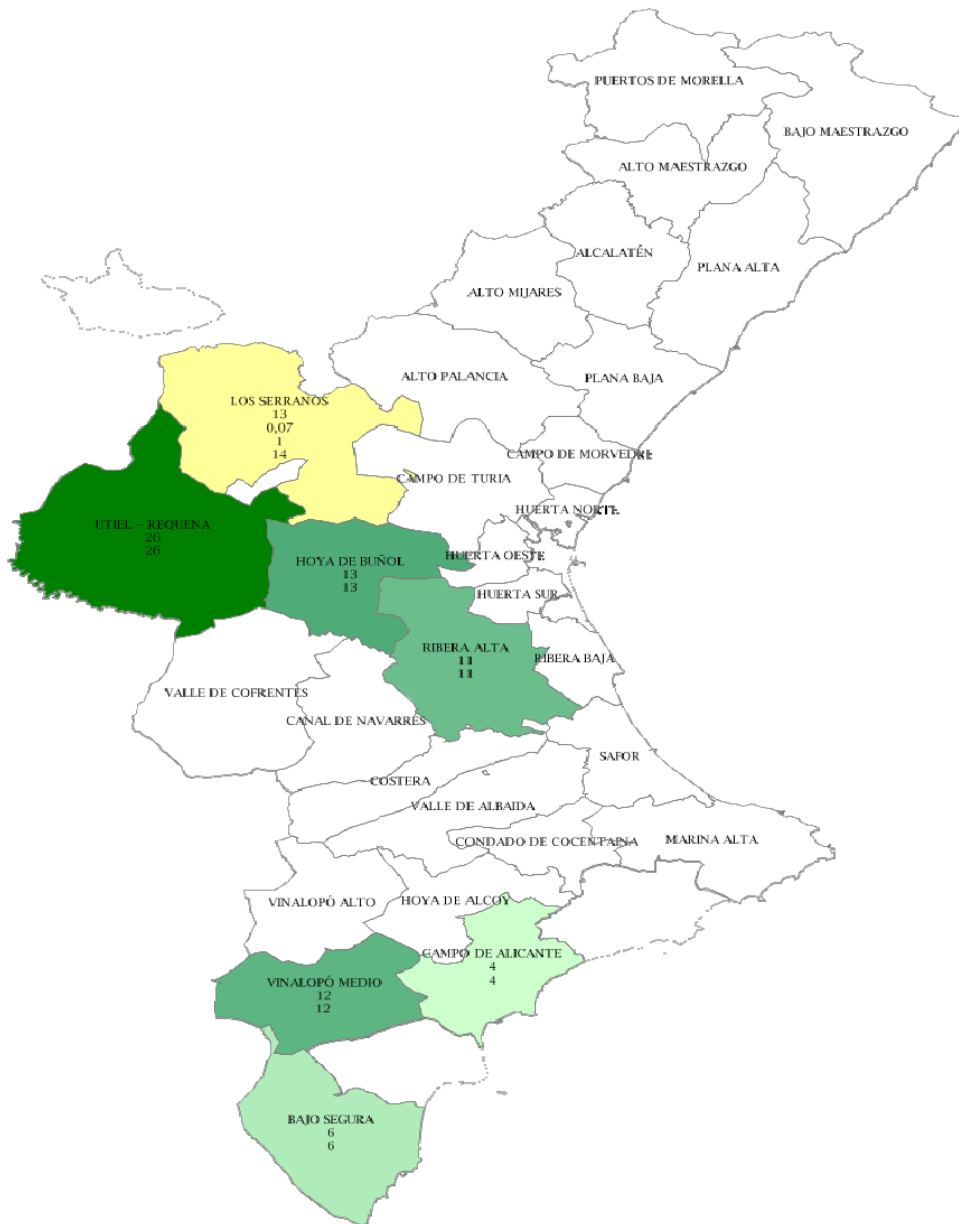 PUERTOS DE MORELLA
BAJO MAESTRAZGO
ALTO MAESTRAZGO
ALCALATÉN
PLANA ALTA
ALTO MIJARES
ALTO PALANCIA
PLANA BAJA
LOS SERRANOS
13
0,07
1
14
CAMPO DE MORVEDRE
CAMPO DE TURIA
HUERTA NORTE
UTIEL – REQUENA
26
26
HOYA DE BUÑOL
13
13
HUERTA OESTE
HUERTA SUR
RIBERA ALTA
11
11
RIBERA BAJA
VALLE DE COFRENTES
CANAL DE NAVARRES
SAFOR
COSTERA
VALLE DE ALBAIDA
CONDADO DE COCENTAINA
MARINA ALTA
VINALOPÓ ALTO
HOYA DE ALCOY
CAMPO DE ALICANTE
4
4
VINALOPÓ MEDIO
12
12
BAJO SEGURA
6
6